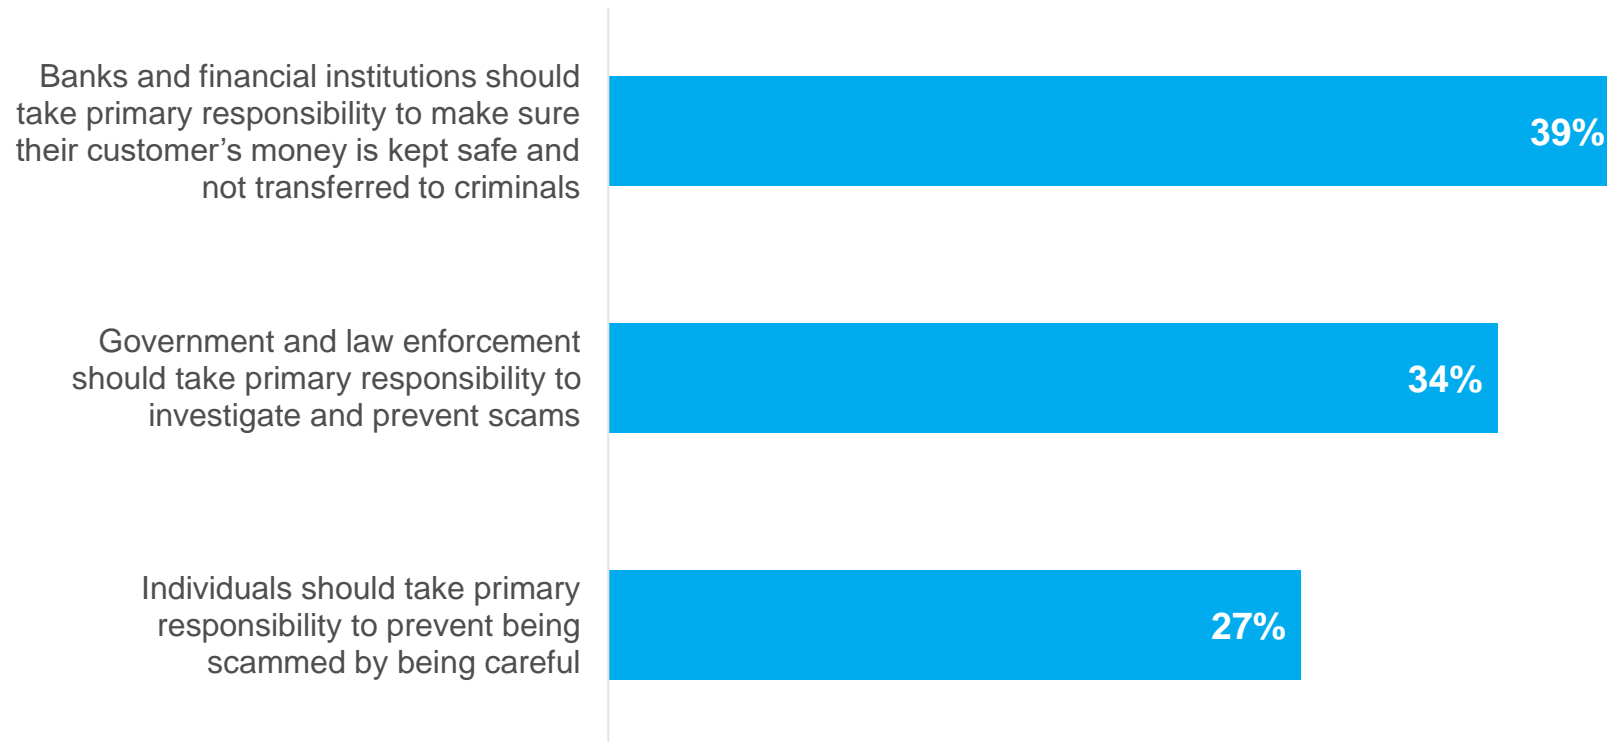 Banks and financial institutions should
take primary responsibility to make sure
their customer’s money is kept safe and
not transferred to criminals
39%
Government and law enforcement
should take primary responsibility to
investigate and prevent scams
34%
Individuals should take primary
responsibility to prevent being
scammed by being careful
27%